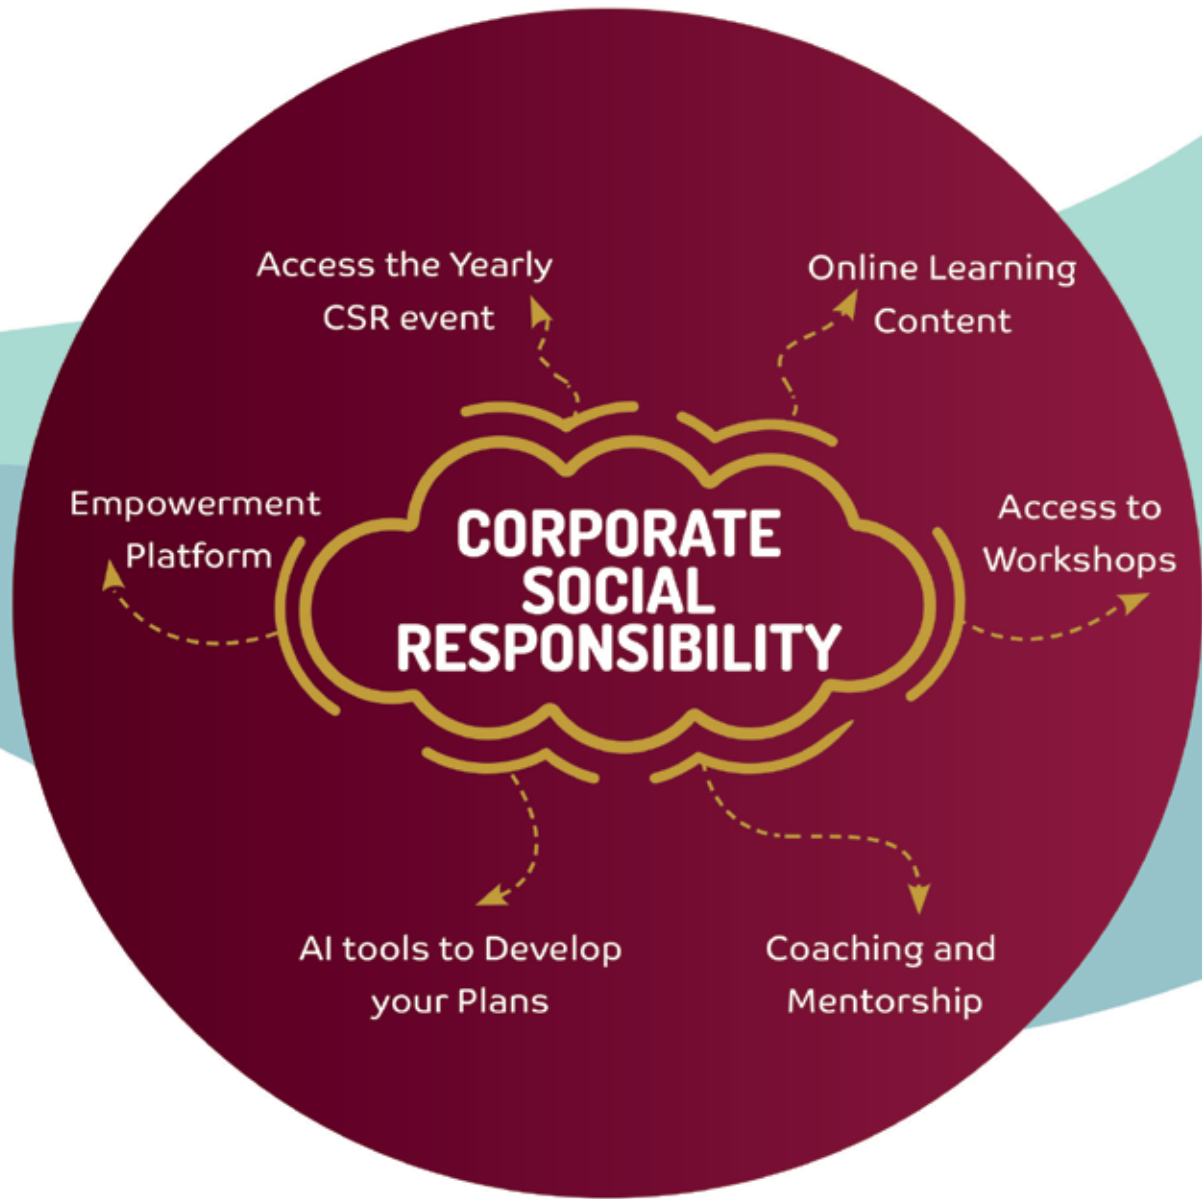 Access the Yearly
CSR event
Online Learning
Content
Empowerment
Platform
CORPORATE
SOCIAL
RESPONSIBILITY
Access to
Workshops
AI tools to Develop
your Plans
Coaching and
Mentorship